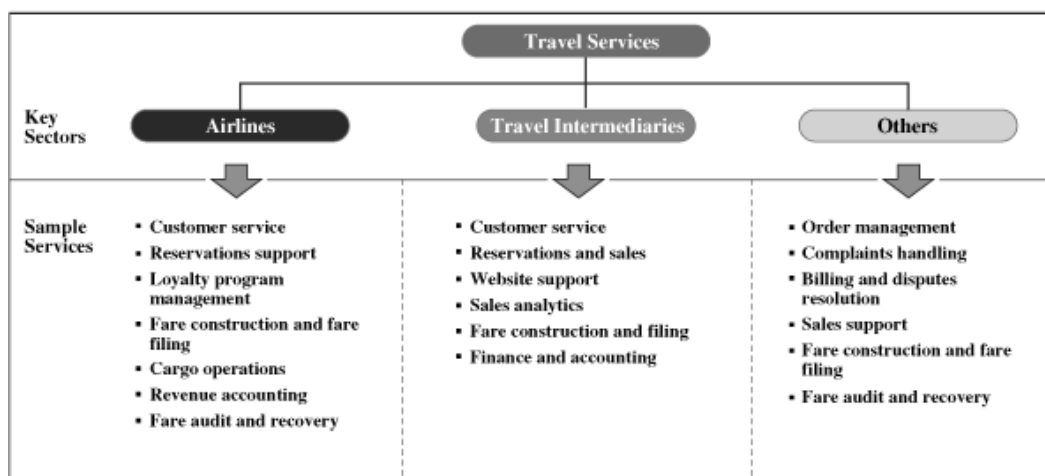 Travel Services
Key
Sectors
Airlines
Travel Intermediaries
Others
Sample
Services
▪ Customer service
▪ Reservations support
▪ Loyalty program
management
▪ Fare construction and fare
filing
▪ Cargo operations
▪ Revenue accounting
▪ Fare audit and recovery
▪ Customer service
▪ Reservations and sales
▪ Website support
▪ Sales analytics
▪ Fare construction and filing
▪ Finance and accounting
▪ Order management
▪ Complaints handling
▪ Billing and disputes
resolution
▪ Sales support
▪ Fare construction and fare
filing
▪ Fare audit and recovery